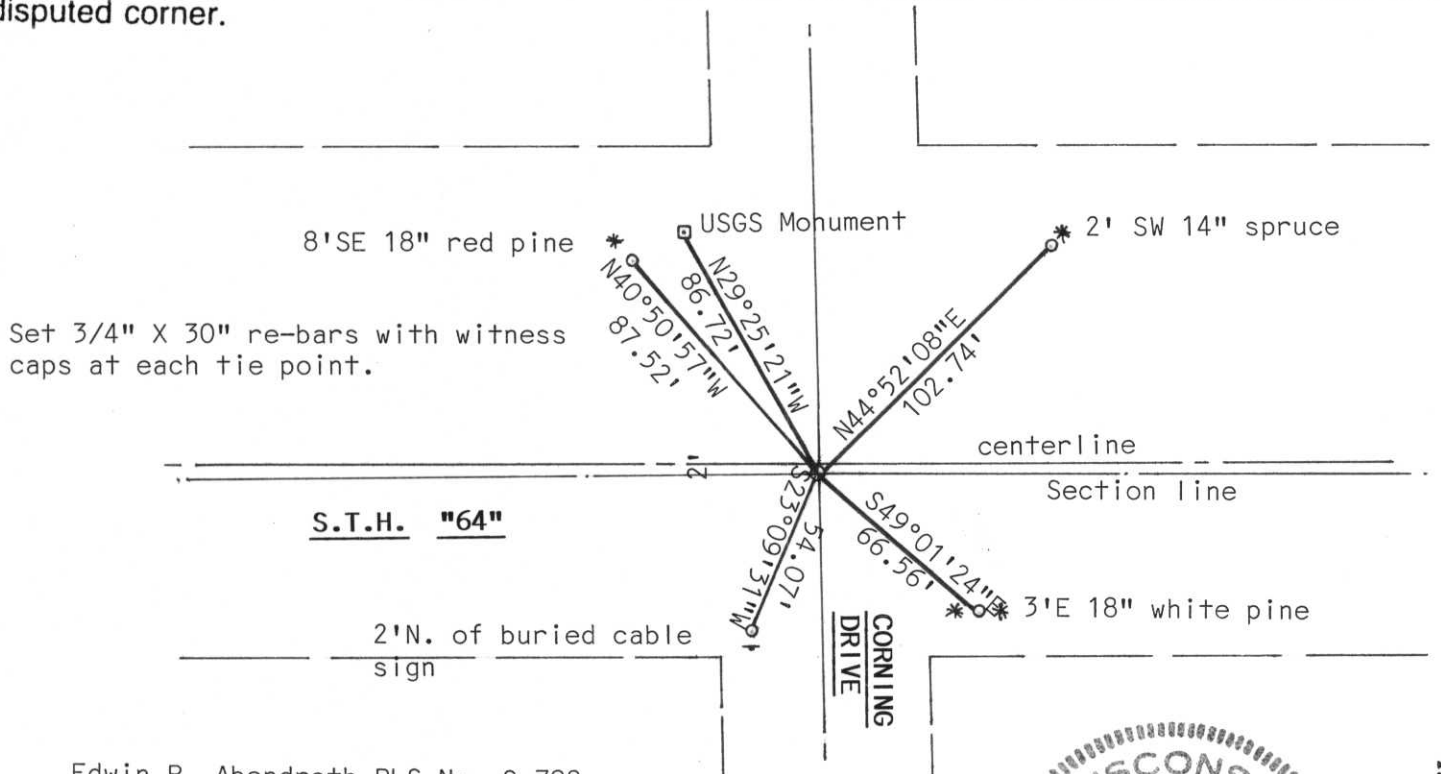 disputed corner.
USGS Monument
8'SE 18" red pine
2' SW 14" spruce
N29°25'21"W
86.72'
N40°50'57"W
87.52'
N44°52'08"E
102.74'
Set 3/4" X 30" re-bars with witness
caps at each tie point.
centerline
2'
Section line
S.T.H. "64"
S23°09'31"W
54.07'
S49°01'24"E
66.56'
3'E 18" white pine
2'N. of buried cable
sign
CORNING
DRIVE
Edwin